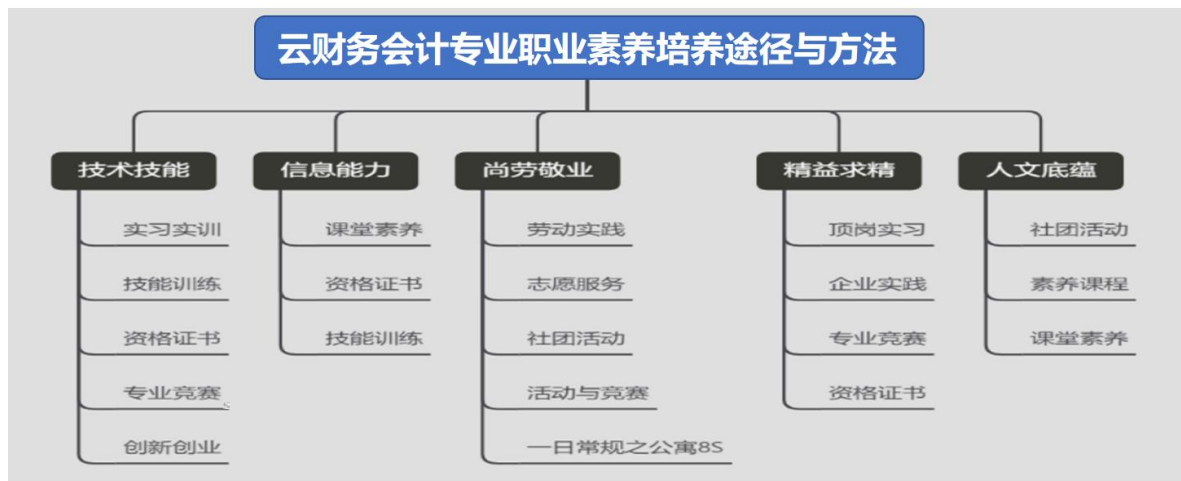 云财务会计专业职业素养培养途径与方法
技术技能
实习实训
技能训练
资格证书
专业竞赛
创新创业
信息能力
课堂素养
资格证书
技能训练
尚劳敬业
劳动实践
志愿服务
社团活动
活动与竞赛
一日常规之公寓8S
精益求精
顶岗实习
企业实践
专业竞赛
资格证书
人文底蕴
社团活动
素养课程
课堂素养